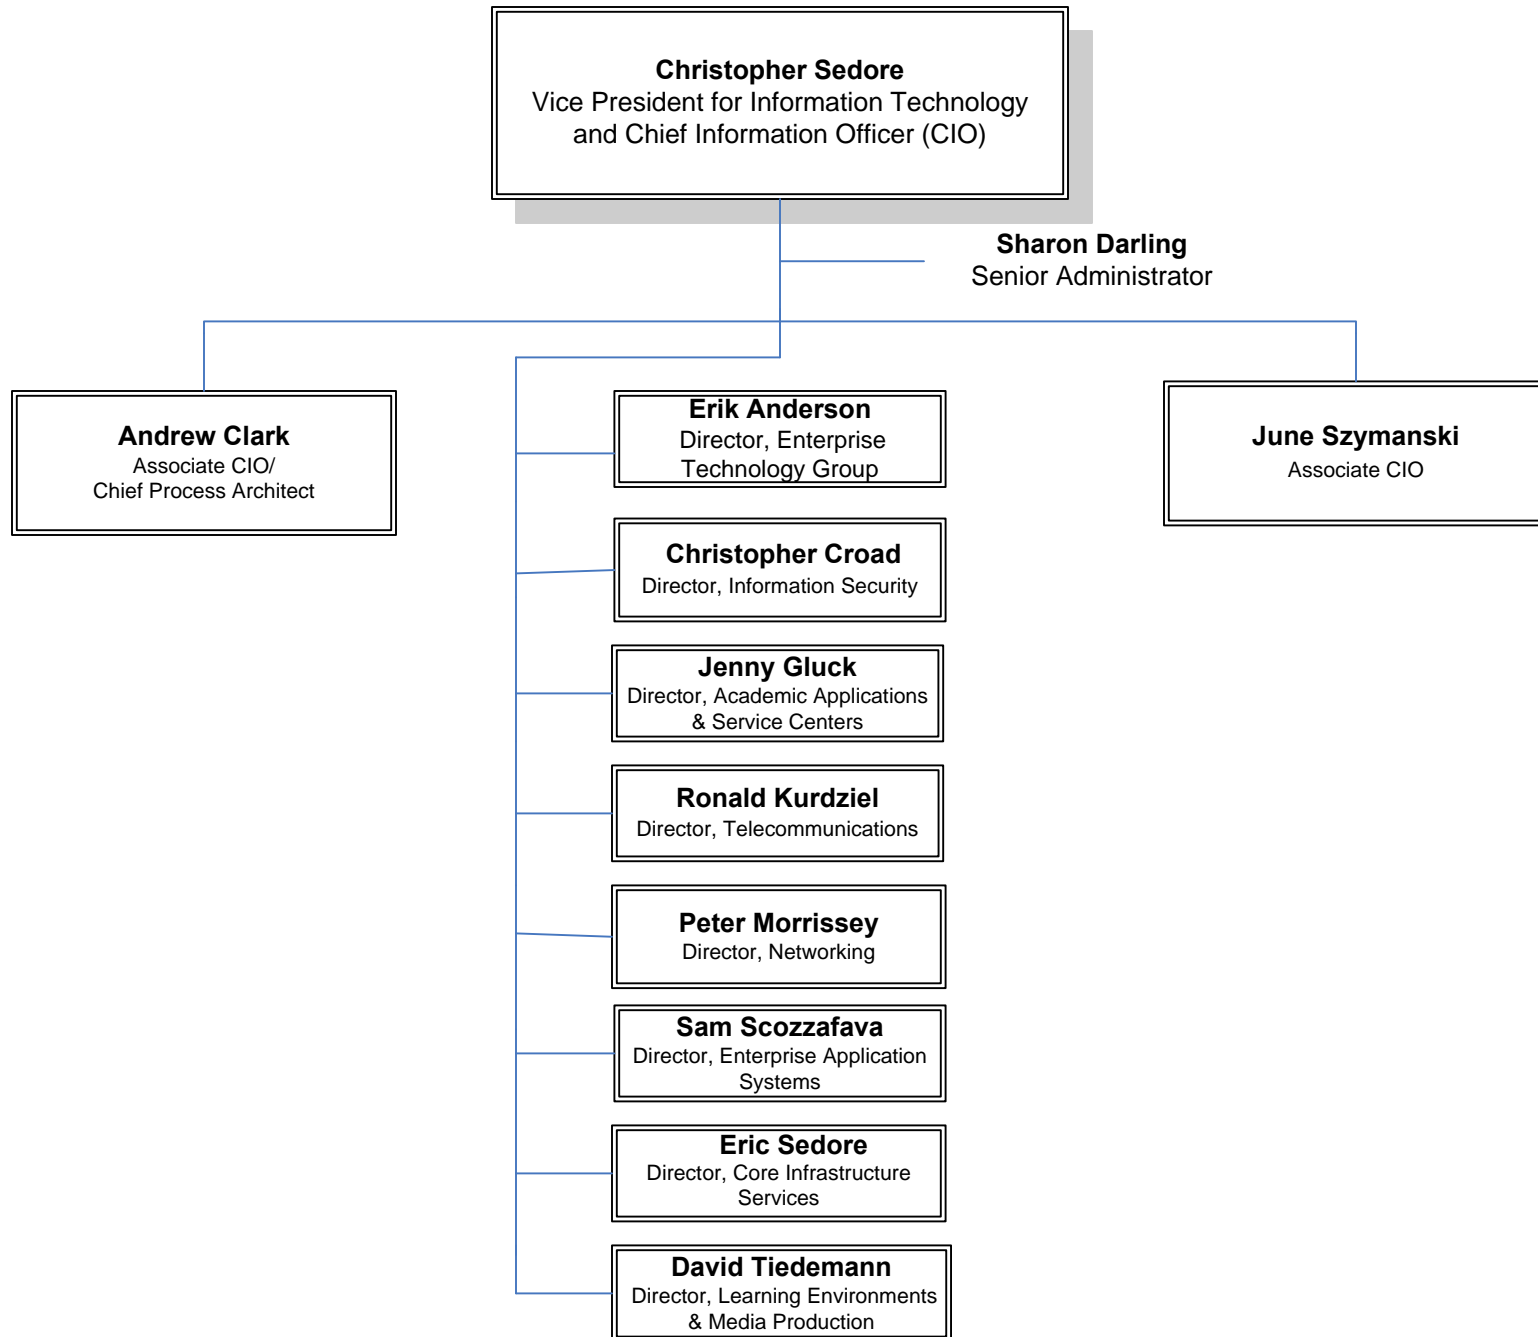 Christopher Sedore
Vice President for Information Technology
and Chief Information Officer (CIO)
Sharon Darling
Senior Administrator
Andrew Clark
Associate CIO/
Chief Process Architect
Erik Anderson
Director, Enterprise
Technology Group
June Szymanski
Associate CIO
Christopher Croad
Director, Information Security
Jenny Gluck
Director, Academic Applications
& Service Centers
Ronald Kurdziel
Director, Telecommunications
Peter Morrissey
Director, Networking
Sam Scozzafava
Director, Enterprise Application
Systems
Eric Sedore
Director, Core Infrastructure
Services
David Tiedemann
Director, Learning Environments
& Media Production